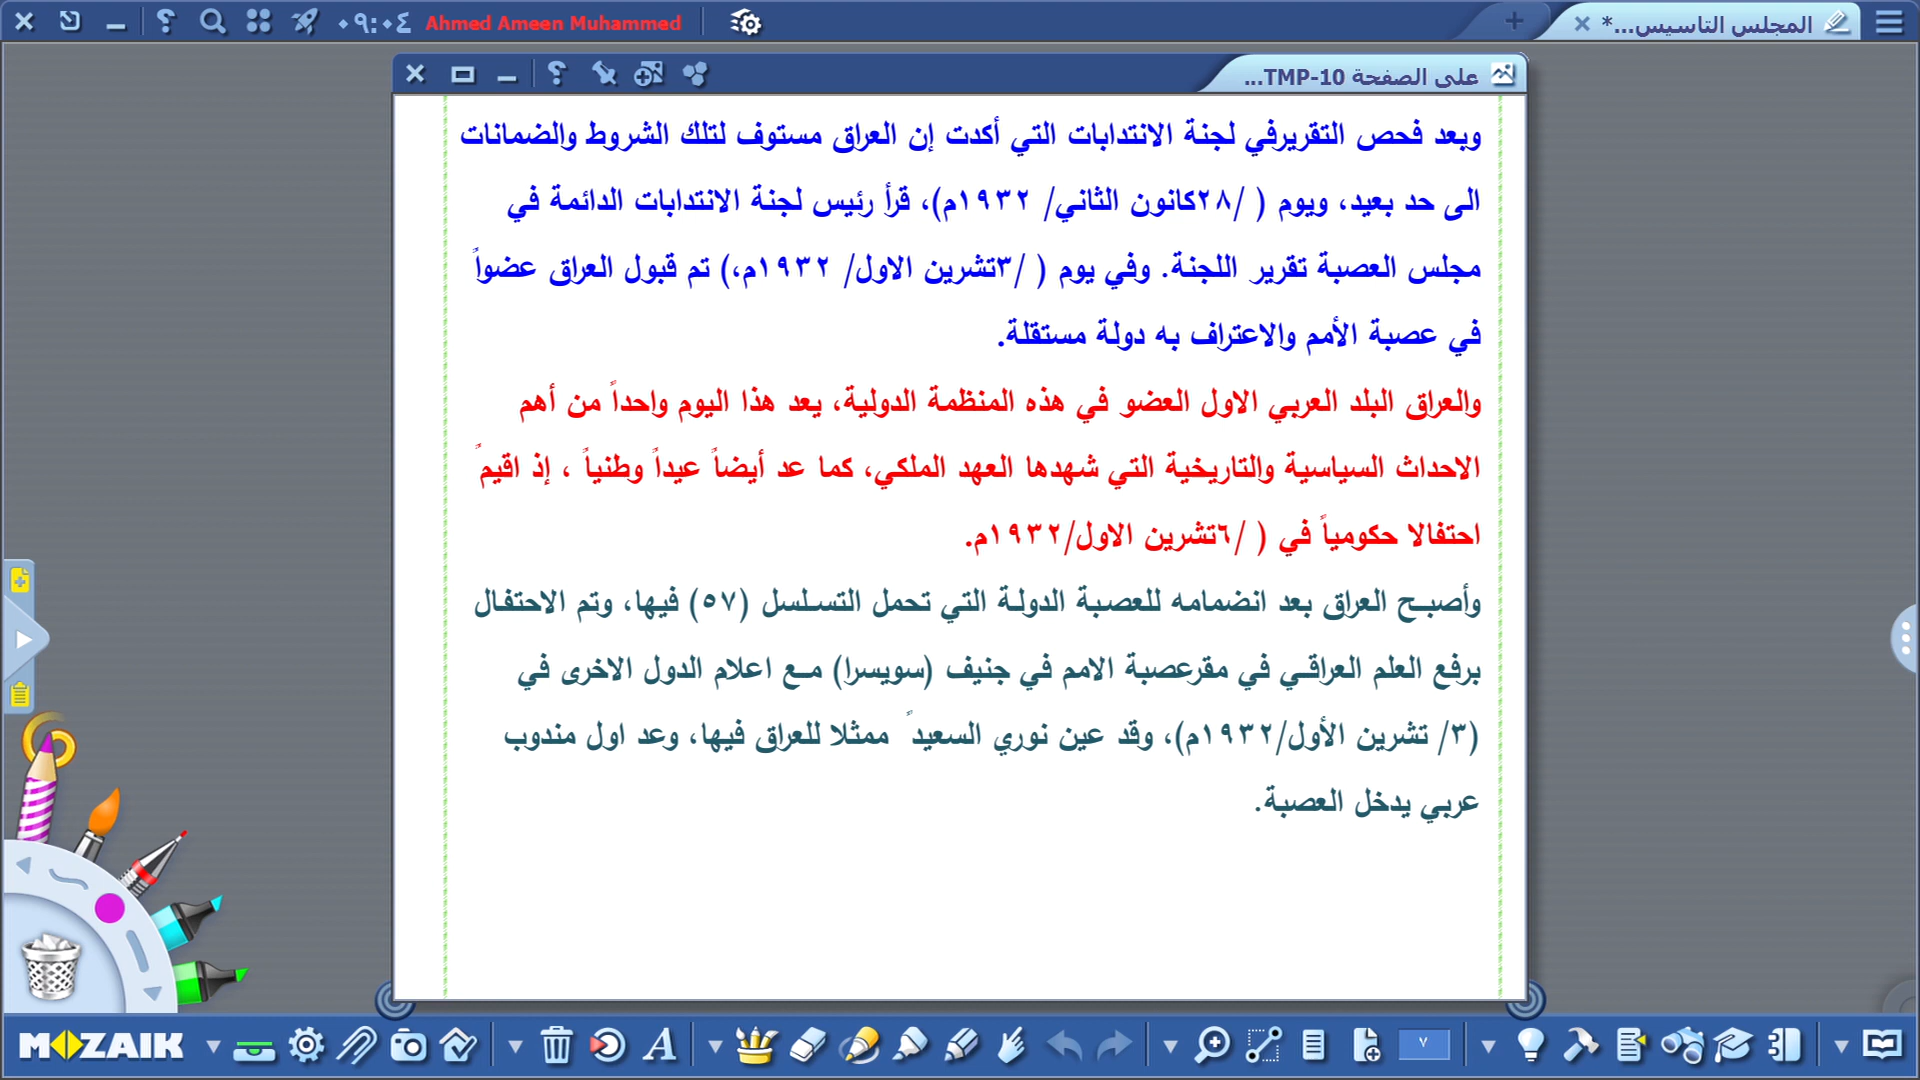 ٠٩:٠٤ Ahmed Ameen Muhammed
المجلس التاسيس...*
على الصفحة TMP-10...
وبعد فحص التقريرفي لجنة الانتدابات التي أكدت إن العراق مستوف لتلك الشروط والضمانات
الى حد بعيد، ويوم ( /٢٨كانون الثاني/ ١٩٣٢م)، قرأ رئيس لجنة الانتدابات الدائمة في
مجلس العصبة تقرير اللجنة. وفي يوم ( /٣تشرين الاول/ ١٩٣٢م،) تم قبول العراق عضواً
في عصبة الأمم والاعتراف به دولة مستقلة.
والعراق البلد العربي الاول العضو في هذه المنظمة الدولية، يعد هذا اليوم واحداً من أهم
الاحداث السياسية والتاريخية التي شهدها العهد الملكي، كما عد أيضاً عيداً وطنياً ، إذ اقيمً
احتفالا حكومياً في ( /٦تشرين الاول/١٩٣٢م.
وأصبح العراق بعد انضمامه للعصبة الدولة التي تحمل التسلسل (٥٧) فيها، وتم الاحتفال
برفع العلم العراقي في مقرعصبة الامم في جنيف (سويسرا) مع اعلام الدول الاخرى في
(٣/ تشرين الأول/١٩٣٢م)، وقد عين نوري السعيدً ممثلا للعراق فيها، وعد اول مندوب
عربي يدخل العصبة.
MOZAIK
A
٧